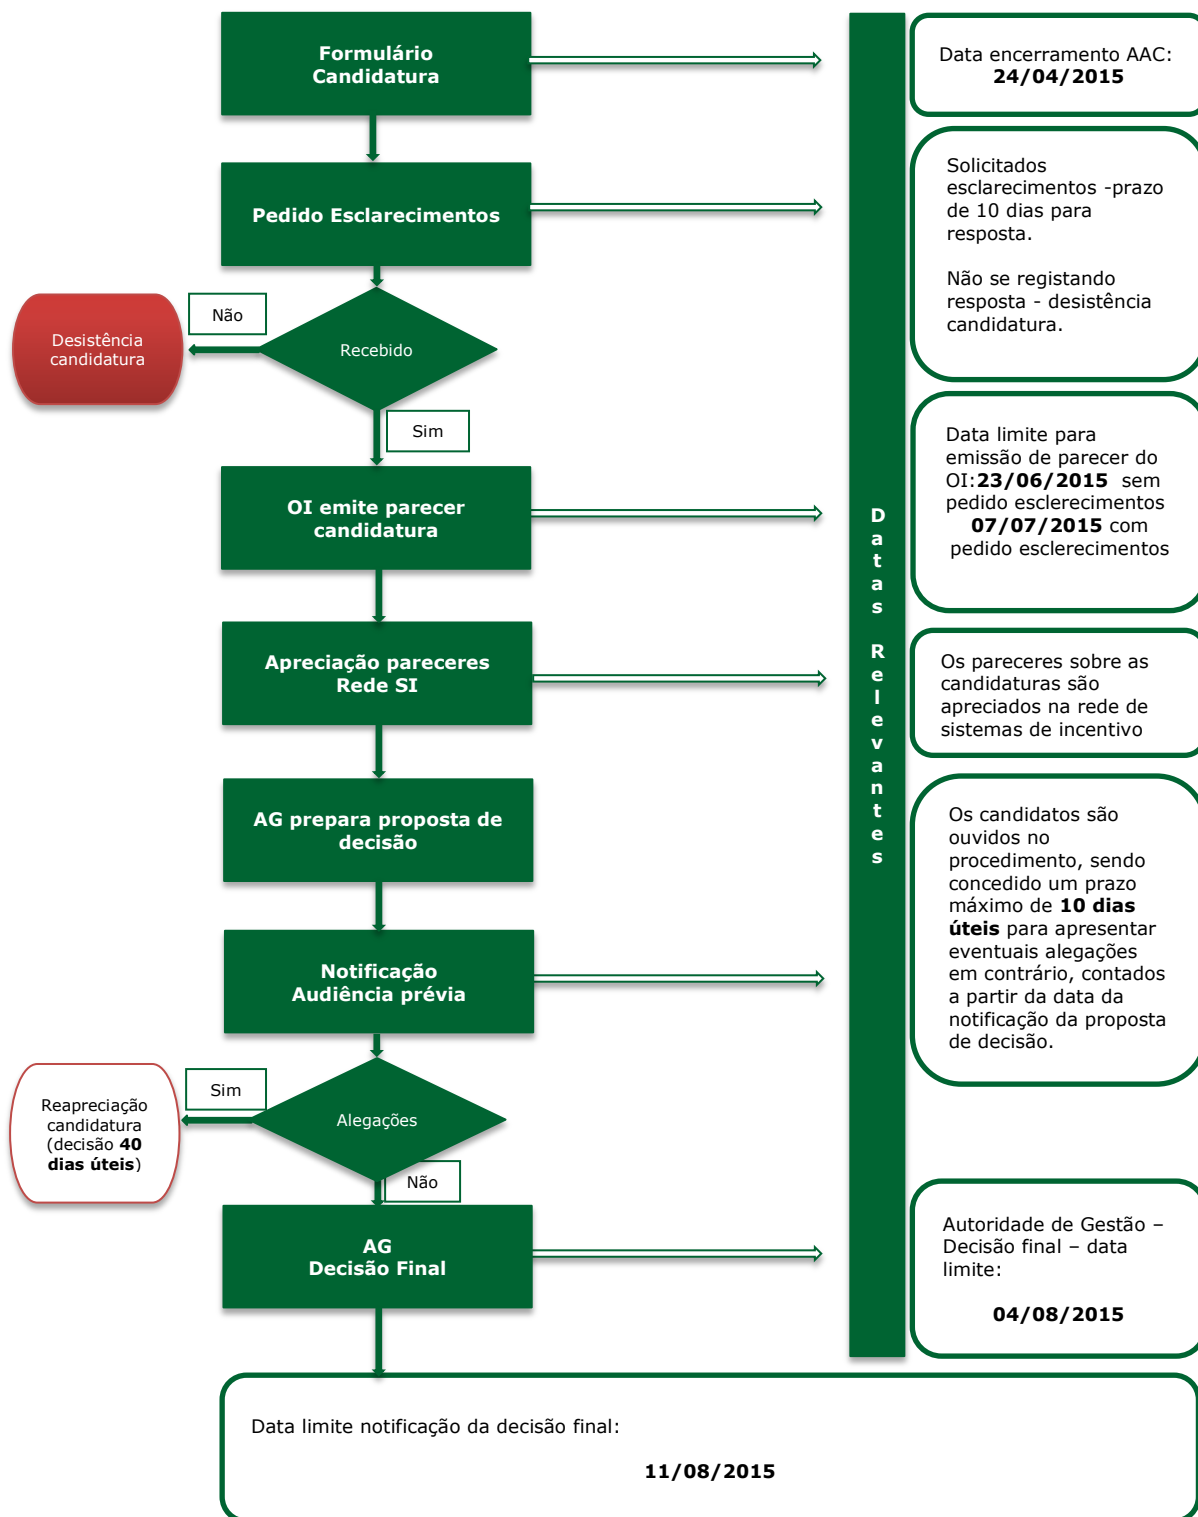 Formulário
Candidatura
Data encerramento AAC:
24/04/2015
Pedido Esclarecimentos
Solicitados
esclarecimentos -prazo
de 10 dias para
resposta.
Não se registando
resposta - desistência
candidatura.
Não
Desistência
candidatura
Recebido
Sim
OI emite parecer
candidatura
Data limite para
emissão de parecer do
OI:23/06/2015 sem
pedido esclerecimentos
07/07/2015 com
pedido esclerecimentos
Datas Relevantes
Apreciação pareceres
Rede SI
Os pareceres sobre as
candidaturas são
apreciados na rede de
sistemas de incentivo
AG prepara proposta de
decisão
Os candidatos são
ouvidos no
procedimento, sendo
concedido um prazo
máximo de 10 dias
úteis para apresentar
eventuais alegações
em contrário, contados
a partir da data da
notificação da proposta
de decisão.
Notificação
Audiência prévia
Sim
Reapreciação
candidatura
(decisão 40
dias úteis)
Alegações
Não
AG
Decisão Final
Autoridade de Gestão –
Decisão final – data
limite:
04/08/2015
Data limite notificação da decisão final:
11/08/2015